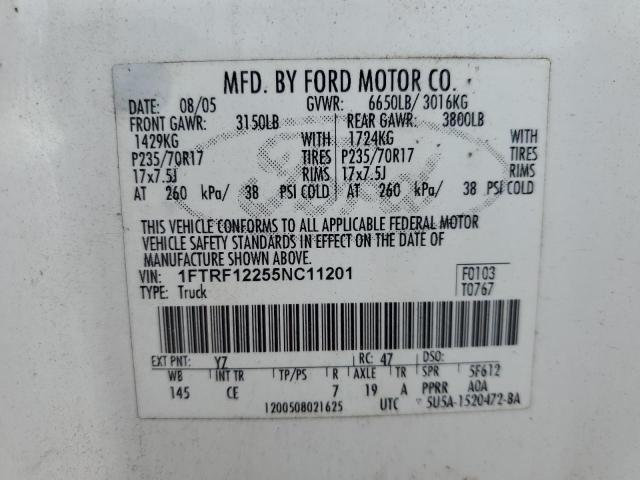 MFD. BY FORD MOTOR CO.
DATE: 08/05 GVWR: 6650LB/ 3016KG
FRONT GAWR: 3150LB REAR GAWR: 3800LB
1429KG WITH 1724KG WITH
P235/70R17 TIRES P235/70R17 TIRES
17x7.5J RIMS 17x7.5J RIMS
AT 260 kPa/ 38 PSI COLD AT 260 kPa/ 38 PSI COLD
THIS VEHICLE CONFORMS TO ALL APPLICABLE FEDERAL MOTOR
VEHICLE SAFETY STANDARDS IN EFFECT ON THE DATE OF
MANUFACTURE SHOWN ABOVE.
VIN: 1FTRF12255NC11201 F0103
TYPE: Truck T0767
EXT PNT: YZ RC: 47 DSO:
WB INT TR TP/PS R AXLE TR SPR 5F612
145 CE 7 19 A PPRR A0A
1200508021625 UTC 5U5A-1520472-BA